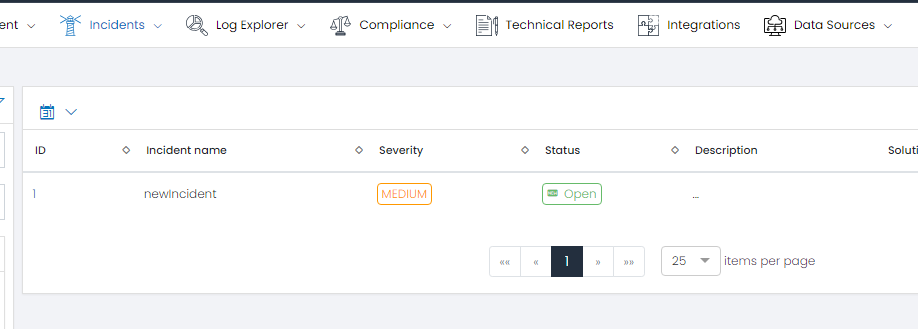 ent Incidents Log Explorer Compliance Technical Reports Integrations Data Sources
31
ID Incident name Severity Status Description Soluti
1 newIncident MEDIUM Open ...
«« « 1 » »» 25 items per page